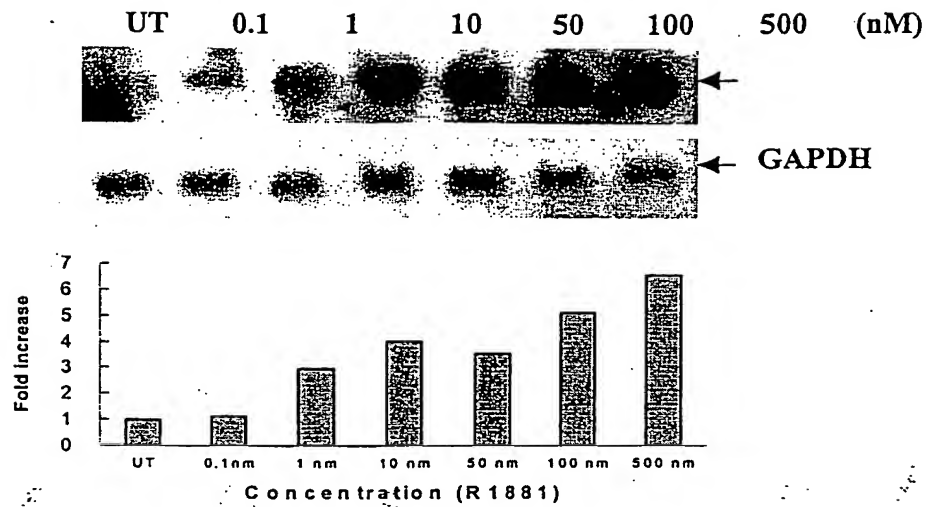 UT 0.1 1 10 50 100 500 (nM)
GAPDH
7
6
5
4
3
2
1
0
Fold increase
UT 0.1nm 1 nm 10 nm 50 nm 100 nm 500 nm
Concentration (R1881)